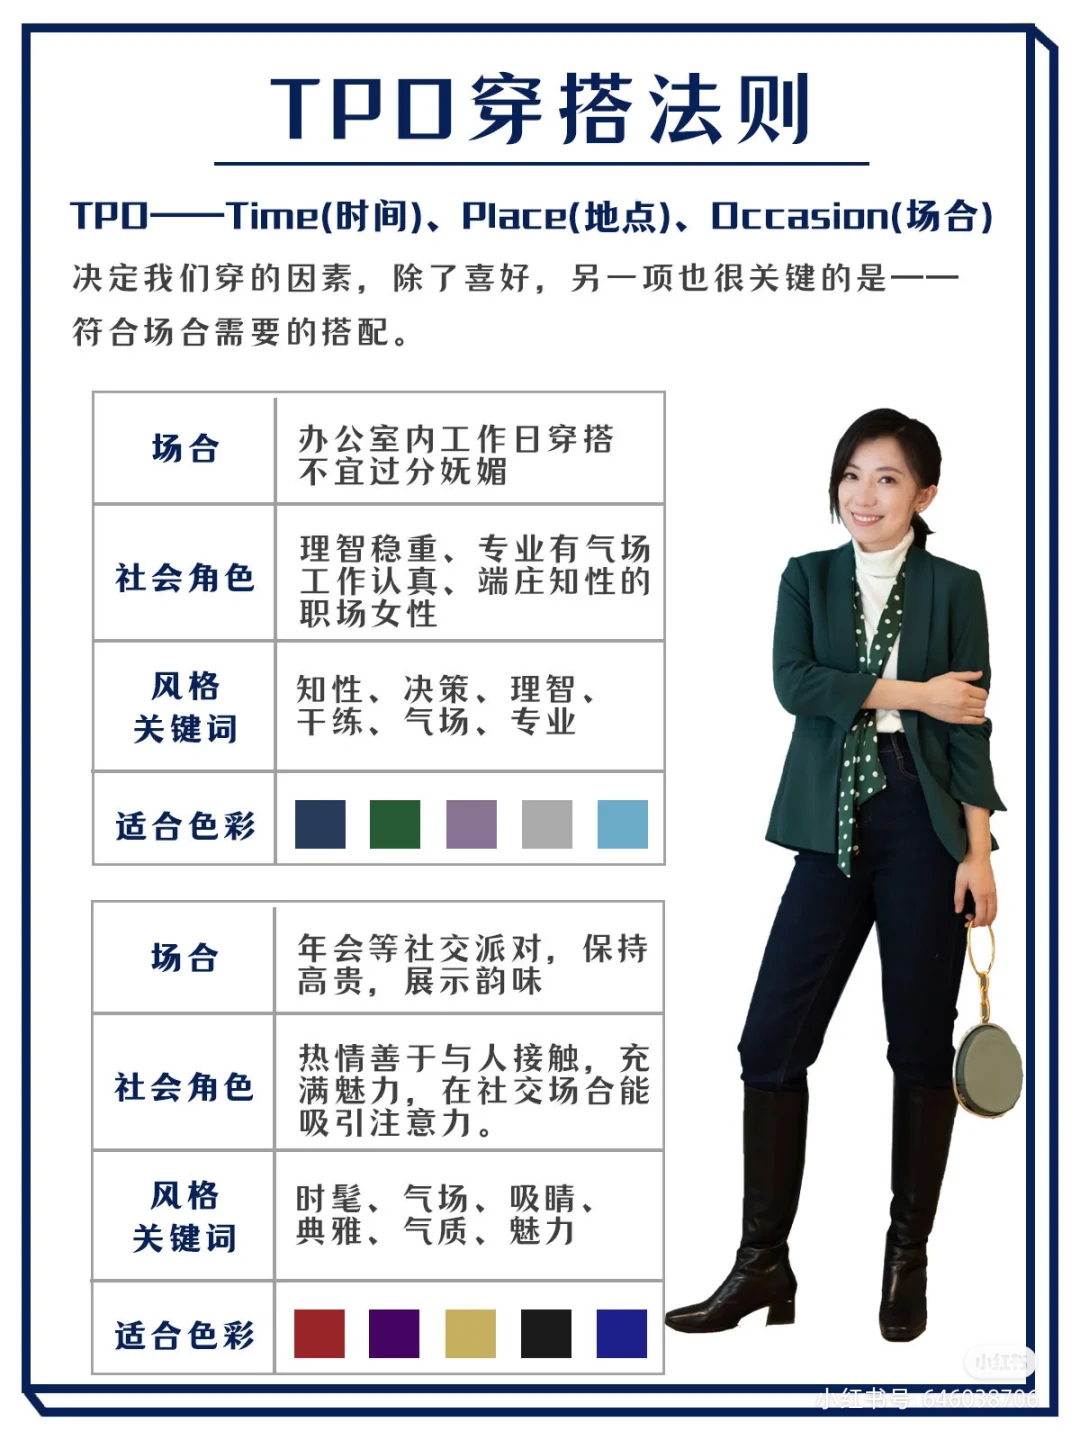 TPO穿搭法则
TPO——Time(时间)、Place(地点)、Occasion(场合)
决定我们穿的因素，除了喜好，另一项也很关键的是——
符合场合需要的搭配。
场合
办公室内工作日穿搭
不宜过分妩媚
社会角色
理智稳重、专业有气场
工作认真、端庄知性的
职场女性
风格
关键词
知性、决策、理智、
干练、气场、专业
适合色彩
场合
年会等社交派对，保持
高贵，展示韵味
社会角色
热情善于与人接触，充
满魅力，在社交场合能
吸引注意力。
风格
关键词
时髦、气场、吸睛、
典雅、气质、魅力
适合色彩
小红书
小红书号 646038706